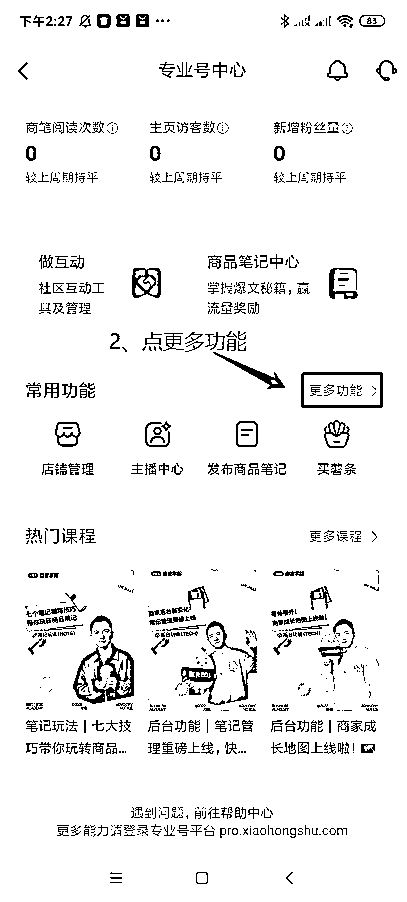 下午2:27
83
专业号中心
商笔阅读次数 主页访客数 新增粉丝量
0 0 0
较上周期持平 较上周期持平 较上周期持平
做互动 商品笔记中心
社区互动工 掌握爆文秘籍，赢
具及管理 流量奖励
2、点更多功能
常用功能 更多功能
店铺管理 主播中心 发布商品笔记 买薯条
热门课程 更多课程
笔记玩法｜七大技 后台功能｜笔记管 后台功能｜商家成
巧带你玩转商品... 理重磅上线，快... 长地图上线啦！
遇到问题，前往帮助中心
更多能力请登录专业号平台 pro.xiaohongshu.com